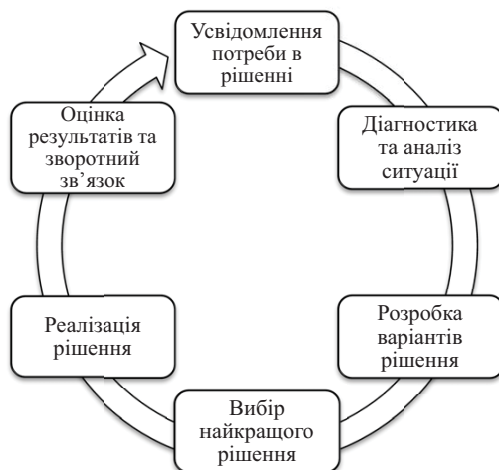 Усвідомлення
потреби в
рішенні
Діагностика
та аналіз
ситуації
Розробка
варіантів
рішення
Вибір
найкращого
рішення
Реалізація
рішення
Оцінка
результатів та
зворотний
зв’язок